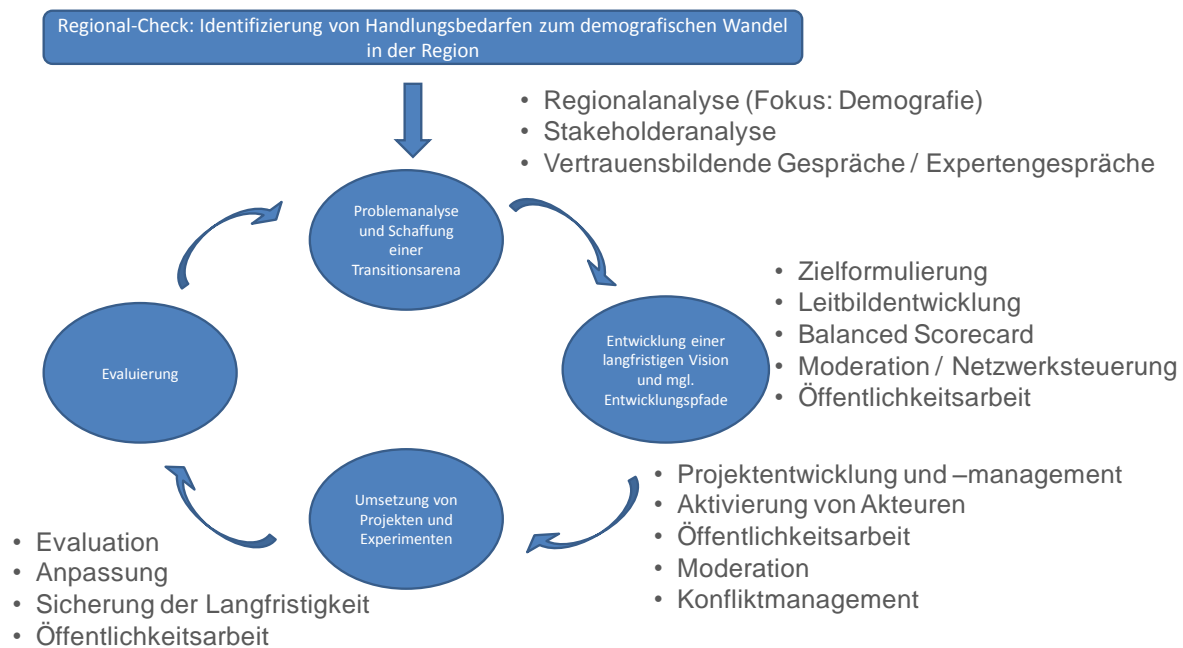 Regional-Check: Identifizierung von Handlungsbedarfen zum demografischen Wandel
in der Region
• Regionalanalyse (Fokus: Demografie)
• Stakeholderanalyse
• Vertrauensbildende Gespräche / Expertengespräche
Problemanalyse
und Schaffung
einer
Transitionsarena
• Zielformulierung
• Leitbildentwicklung
• Balanced Scorecard
• Moderation / Netzwerksteuerung
• Öffentlichkeitsarbeit
Entwicklung einer
langfristigen Vision
und mgl.
Entwicklungspfade
• Projektentwicklung und –management
• Aktivierung von Akteuren
• Öffentlichkeitsarbeit
• Moderation
• Konfliktmanagement
Umsetzung von
Projekten und
Experimenten
• Evaluation
• Anpassung
• Sicherung der Langfristigkeit
• Öffentlichkeitsarbeit
Evaluierung